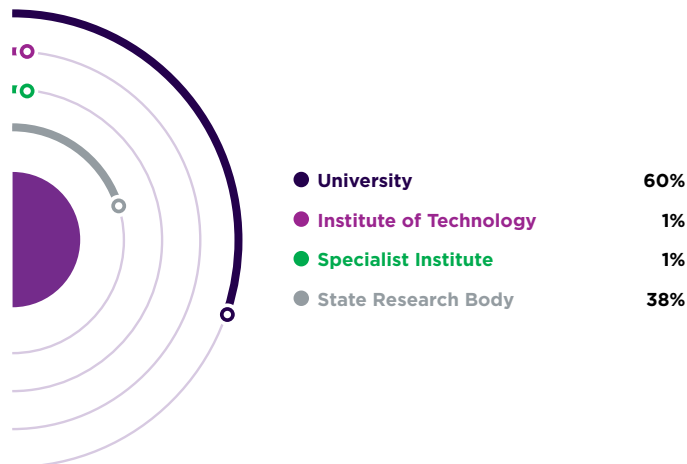 University 60%
Institute of Technology 1%
Specialist Institute 1%
State Research Body 38%